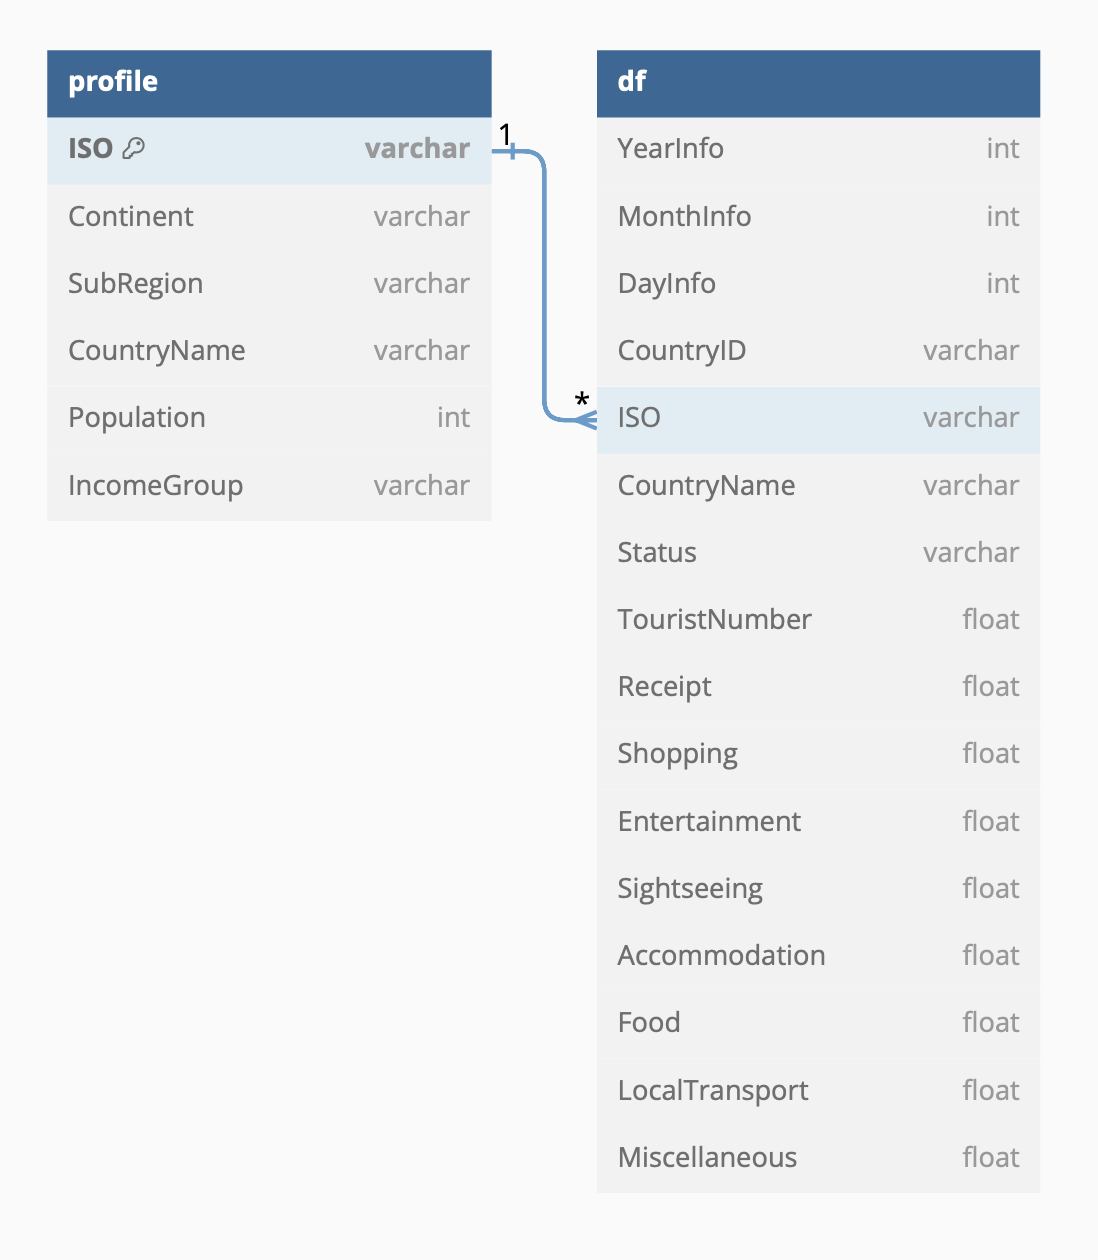 profile
ISO varchar
Continent varchar
SubRegion varchar
CountryName varchar
Population int
IncomeGroup varchar
1
*
df
YearInfo int
MonthInfo int
DayInfo int
CountryID varchar
ISO varchar
CountryName varchar
Status varchar
TouristNumber float
Receipt float
Shopping float
Entertainment float
Sightseeing float
Accommodation float
Food float
LocalTransport float
Miscellaneous float